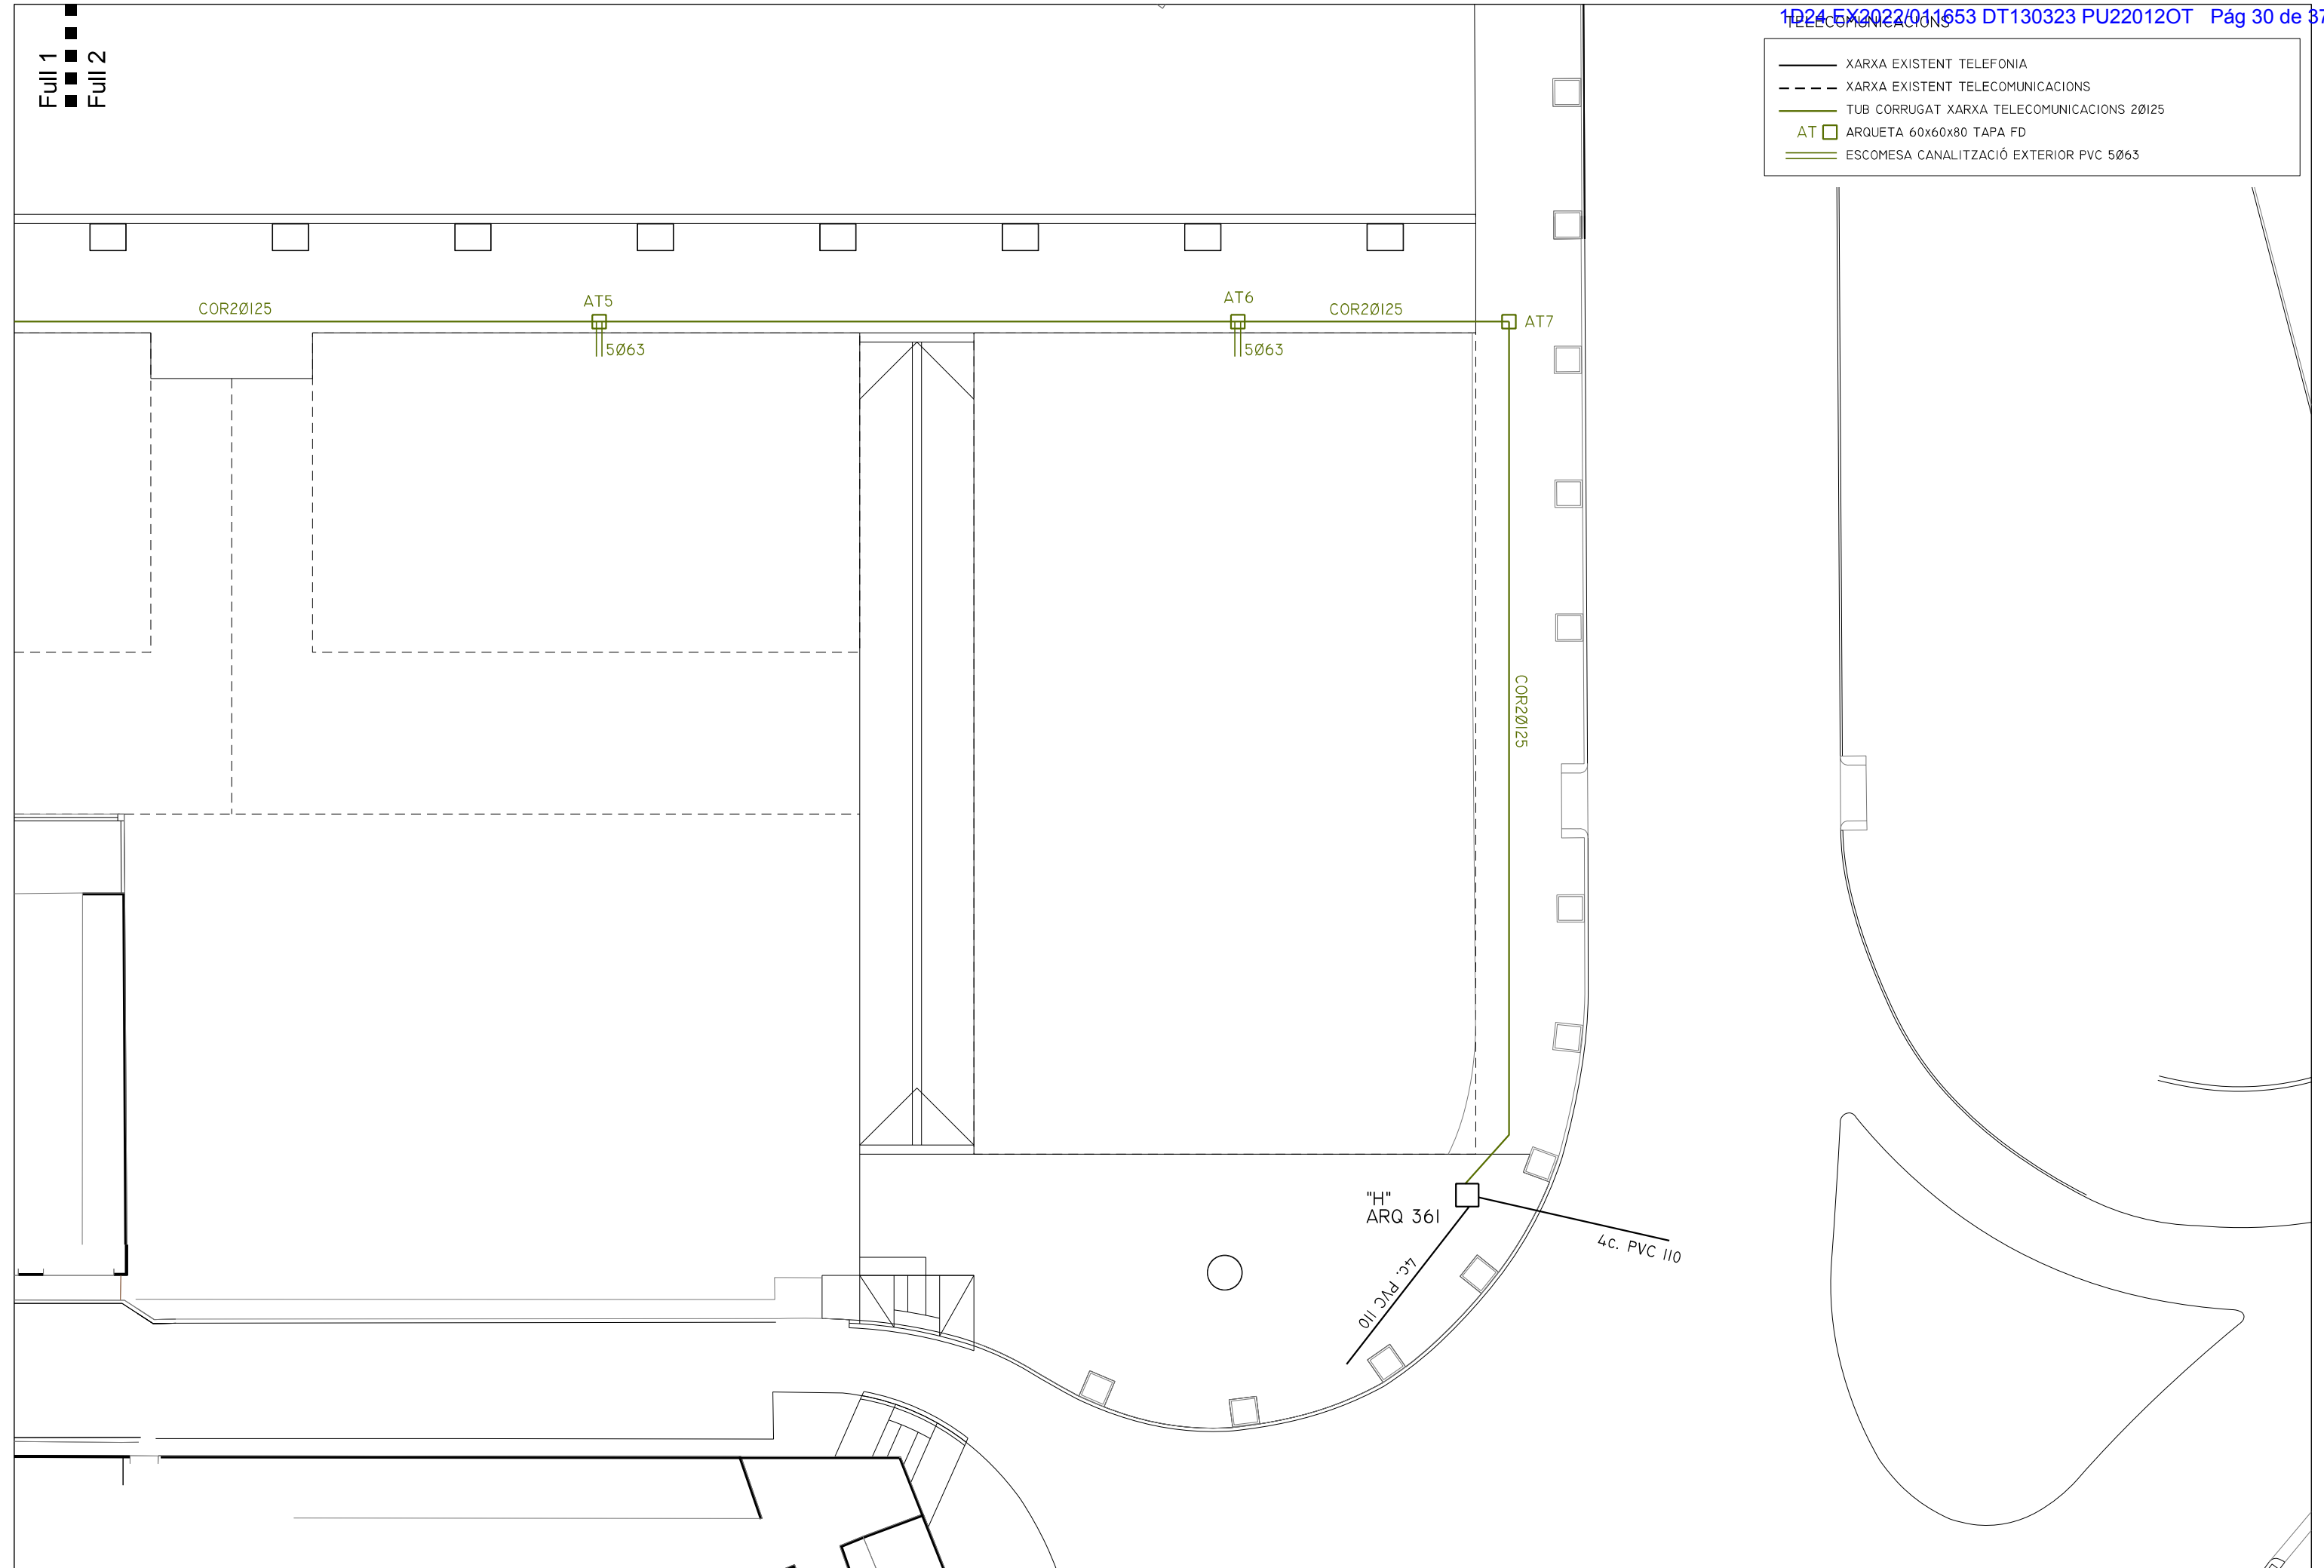 1D24 EX2022/011653 DT130323 PU22012OT Pág 30 de 37
TELECOMUNICACIONS
Full 1
Full 2
XARXA EXISTENT TELEFONIA
XARXA EXISTENT TELECOMUNICACIONS
TUB CORRUGAT XARXA TELECOMUNICACIONS 2Ø125
AT ARQUETA 60x60x80 TAPA FD
ESCOMESA CANALITZACIÓ EXTERIOR PVC 5Ø63
COR2Ø125
AT5
AT6
COR2Ø125
AT7
5Ø63
5Ø63
COR2Ø125
"H"
ARQ 361
4c. PVC 110
4c. PVC 110